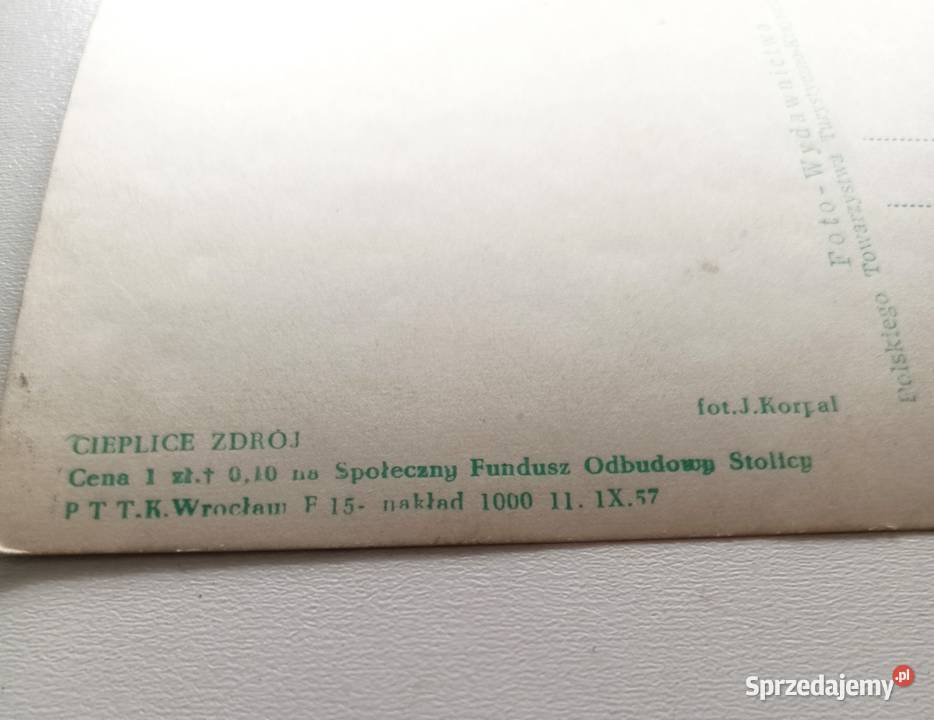 Foto-Wydawnictwo
Polskiego Towarzystwa
fot.J.Korpal
CIEPLICE ZDRÓJ
Cena 1 zł.† 0,10 na Społeczny Fundusz Odbudowy Stolicy
P T T.K.Wrocław F 15- nakład 1000 11. IX.57
Sprzedajemy.pl